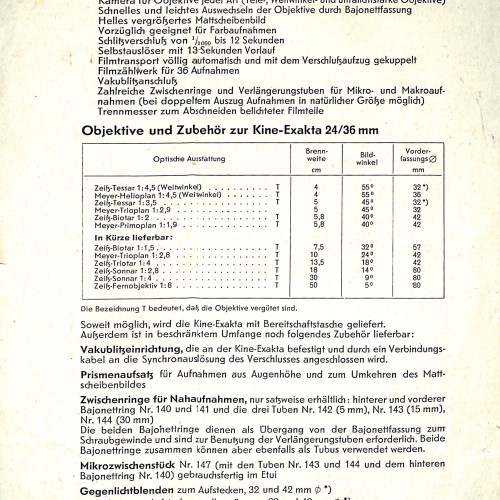 Kamera für Objektive jeder Art (Tele-, Weitwinkel- und ultralichtstarke Objektive)
Schnelles und leichtes Auswechseln der Objektive durch Bajonettfassung
Helles vergrößertes Mattscheibenbild
Vorzüglich geeignet für Farbaufnahmen
Schlitzverschluß von 1/1000 bis 12 Sekunden
Selbstauslöser mit 13 Sekunden Vorlauf
Filmtransport völlig automatisch und mit dem Verschlußaufzug gekuppelt
Filmzählwerk für 36 Aufnahmen
Vakublitzanschluß
Zahlreiche Zwischenringe und Verlängerungstuben für Mikro- und Makroauf-
nahmen (bei doppeltem Auszug Aufnahmen in natürlicher Größe möglich)
Trennmesser zum Abschneiden belichteter Filmteile
Objektive und Zubehör zur Kine-Exakta 24/36 mm
Optische Ausstattung Brenn-weite cm Bild-winkel Vorder-fassungs Ø mm
Zeiß-Tessar 1:4,5 (Weitwinkel) . . . . . . . . . T 4 55° 32 *)
Meyer-Helioplan 1:4,5 (Weitwinkel) . . . . . . . T 4 55° 36
Zeiß-Tessar 1:3,5 . . . . . . . . . . . . . . . T 5 45° 32 *)
Meyer-Trioplan 1:2,9 . . . . . . . . . . . . . 5 45° 32
Zeiß-Biotar 1:2 . . . . . . . . . . . . . . . . T 5,8 40° 42
Meyer-Primoplan 1:1,9 . . . . . . . . . . . . . T 5,8 40° 42
In Kürze lieferbar:
Zeiß-Biotar 1:1,5 . . . . . . . . . . . . . . . T 7,5 32° 57
Meyer-Trioplan 1:2,8 . . . . . . . . . . . . . T 10 24° 42
Zeiß-Triotar 1:4 . . . . . . . . . . . . . . . T 13,5 18° 42
Zeiß-Sonnar 1:2,8 . . . . . . . . . . . . . . . T 18 14° 80
Zeiß-Sonnar 1:4 . . . . . . . . . . . . . . . . T 30 9° 80
Zeiß-Fernobjektiv 1:8 . . . . . . . . . . . . . T 50 5° 80
Die Bezeichnung T bedeutet, daß die Objektive vergütet sind.
Soweit möglich, wird die Kine-Exakta mit Bereitschaftstasche geliefert.
Außerdem ist in beschränktem Umfange noch folgendes Zubehör lieferbar:
Vakublitzeinrichtung, die an der Kine-Exakta befestigt und durch ein Verbindungs-
kabel an die Synchronauslösung des Verschlusses angeschlossen wird.
Prismenaufsatz für Aufnahmen aus Augenhöhe und zum Umkehren des Matt-
scheibenbildes
Zwischenringe für Nahaufnahmen, nur satzweise erhältlich: hinterer und vorderer
Bajonettring Nr. 140 und 141 und die drei Tuben Nr. 142 (5 mm), Nr. 143 (15 mm),
Nr. 144 (30 mm)
Die beiden Bajonettringe dienen als Übergang von der Bajonettfassung zum
Schraubgewinde und sind zur Benutzung der Verlängerungstuben erforderlich. Beide
Bajonettringe zusammen können aber ebenfalls als Tubus verwendet werden.
Mikrozwischenstück Nr. 147 (mit den Tuben Nr. 143 und 144 und dem hinteren
Bajonettring Nr. 140) gebrauchsfertig im Etui
Gegenlichtblenden zum Aufstecken, 32 und 42 mm ø *)